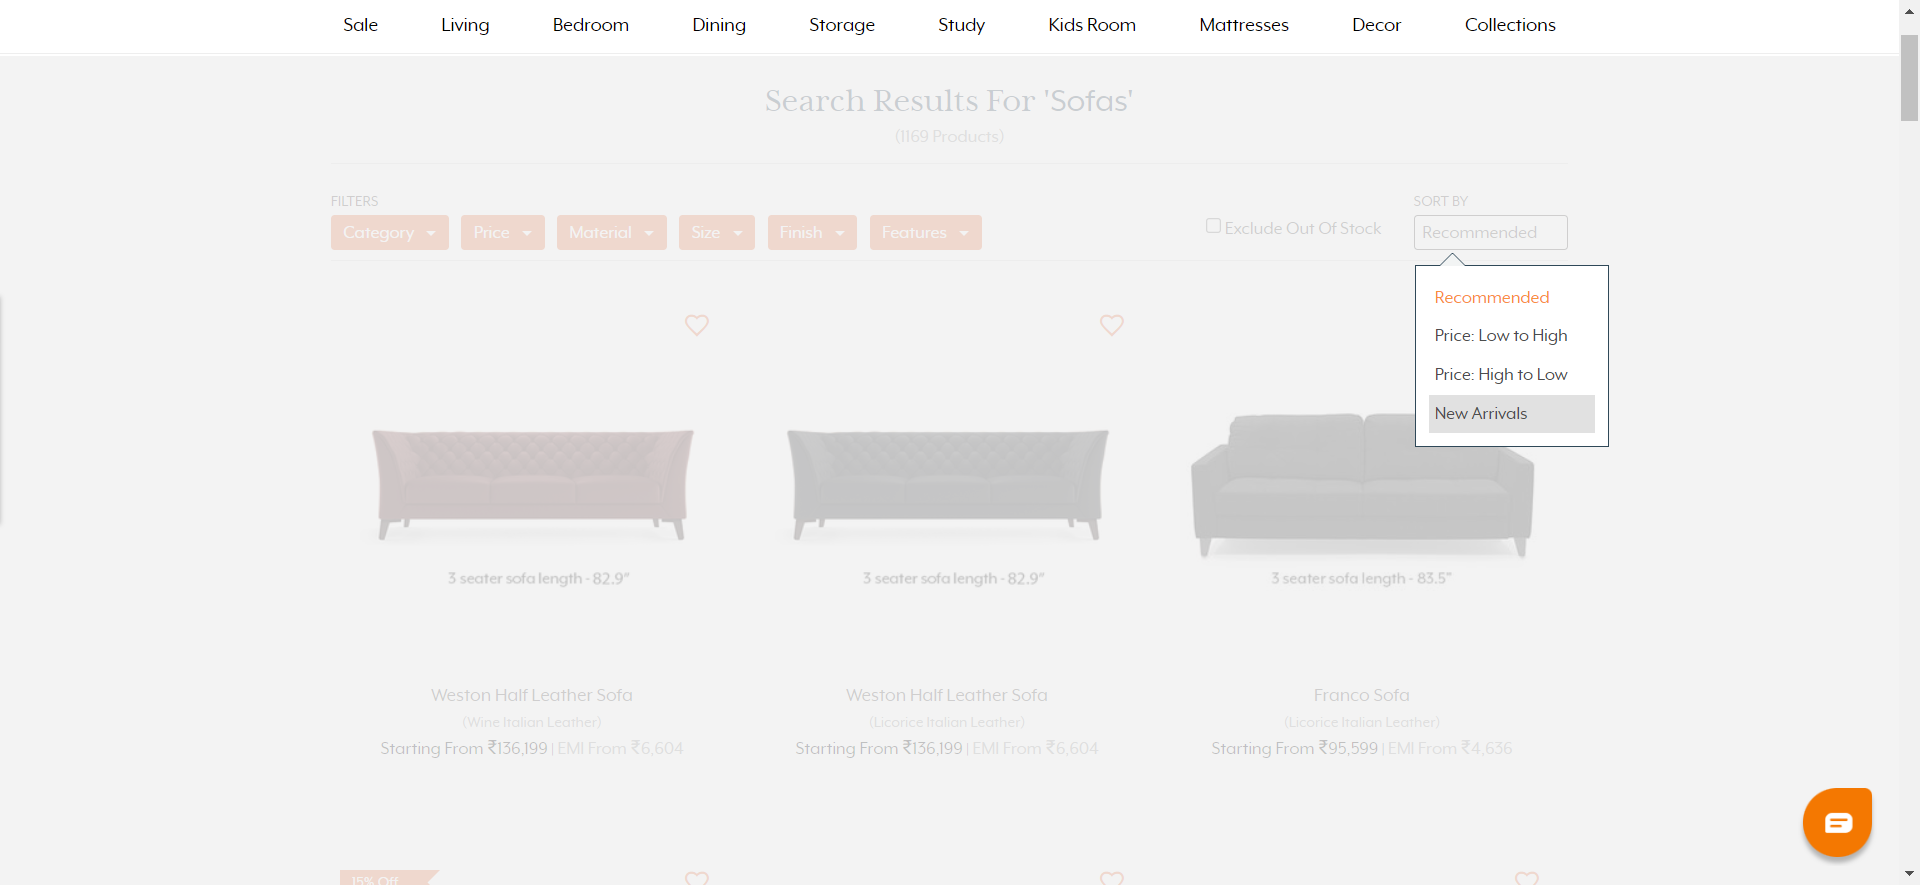 Sale Living Bedroom Dining Storage Study Kids Room Mattresses Decor Collections
Search Results For 'Sofas'
(1169 Products)
FILTERS
Category Price Material Size Finish Features
Exclude Out Of Stock
SORT BY
Recommended
Recommended
Price: Low to High
Price: High to Low
New Arrivals
3 seater sofa length - 82.9"
3 seater sofa length - 82.9"
3 seater sofa length - 83.5"
Weston Half Leather Sofa
(Wine Italian Leather)
Starting From ₹136,199 | EMI From ₹6,604
Weston Half Leather Sofa
(Licorice Italian Leather)
Starting From ₹136,199 | EMI From ₹6,604
Franco Sofa
(Licorice Italian Leather)
Starting From ₹95,599 | EMI From ₹4,636
15% Off